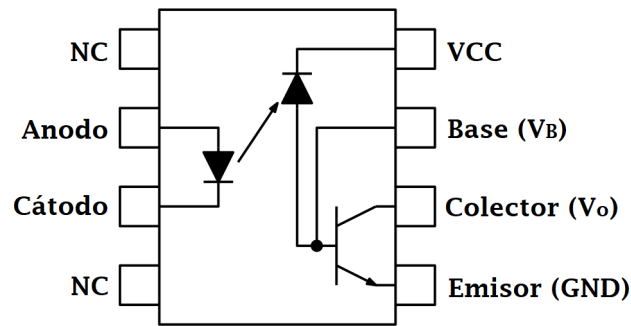 NC
VCC
Anodo
Base (VB)
Cátodo
Colector (Vo)
NC
Emisor (GND)